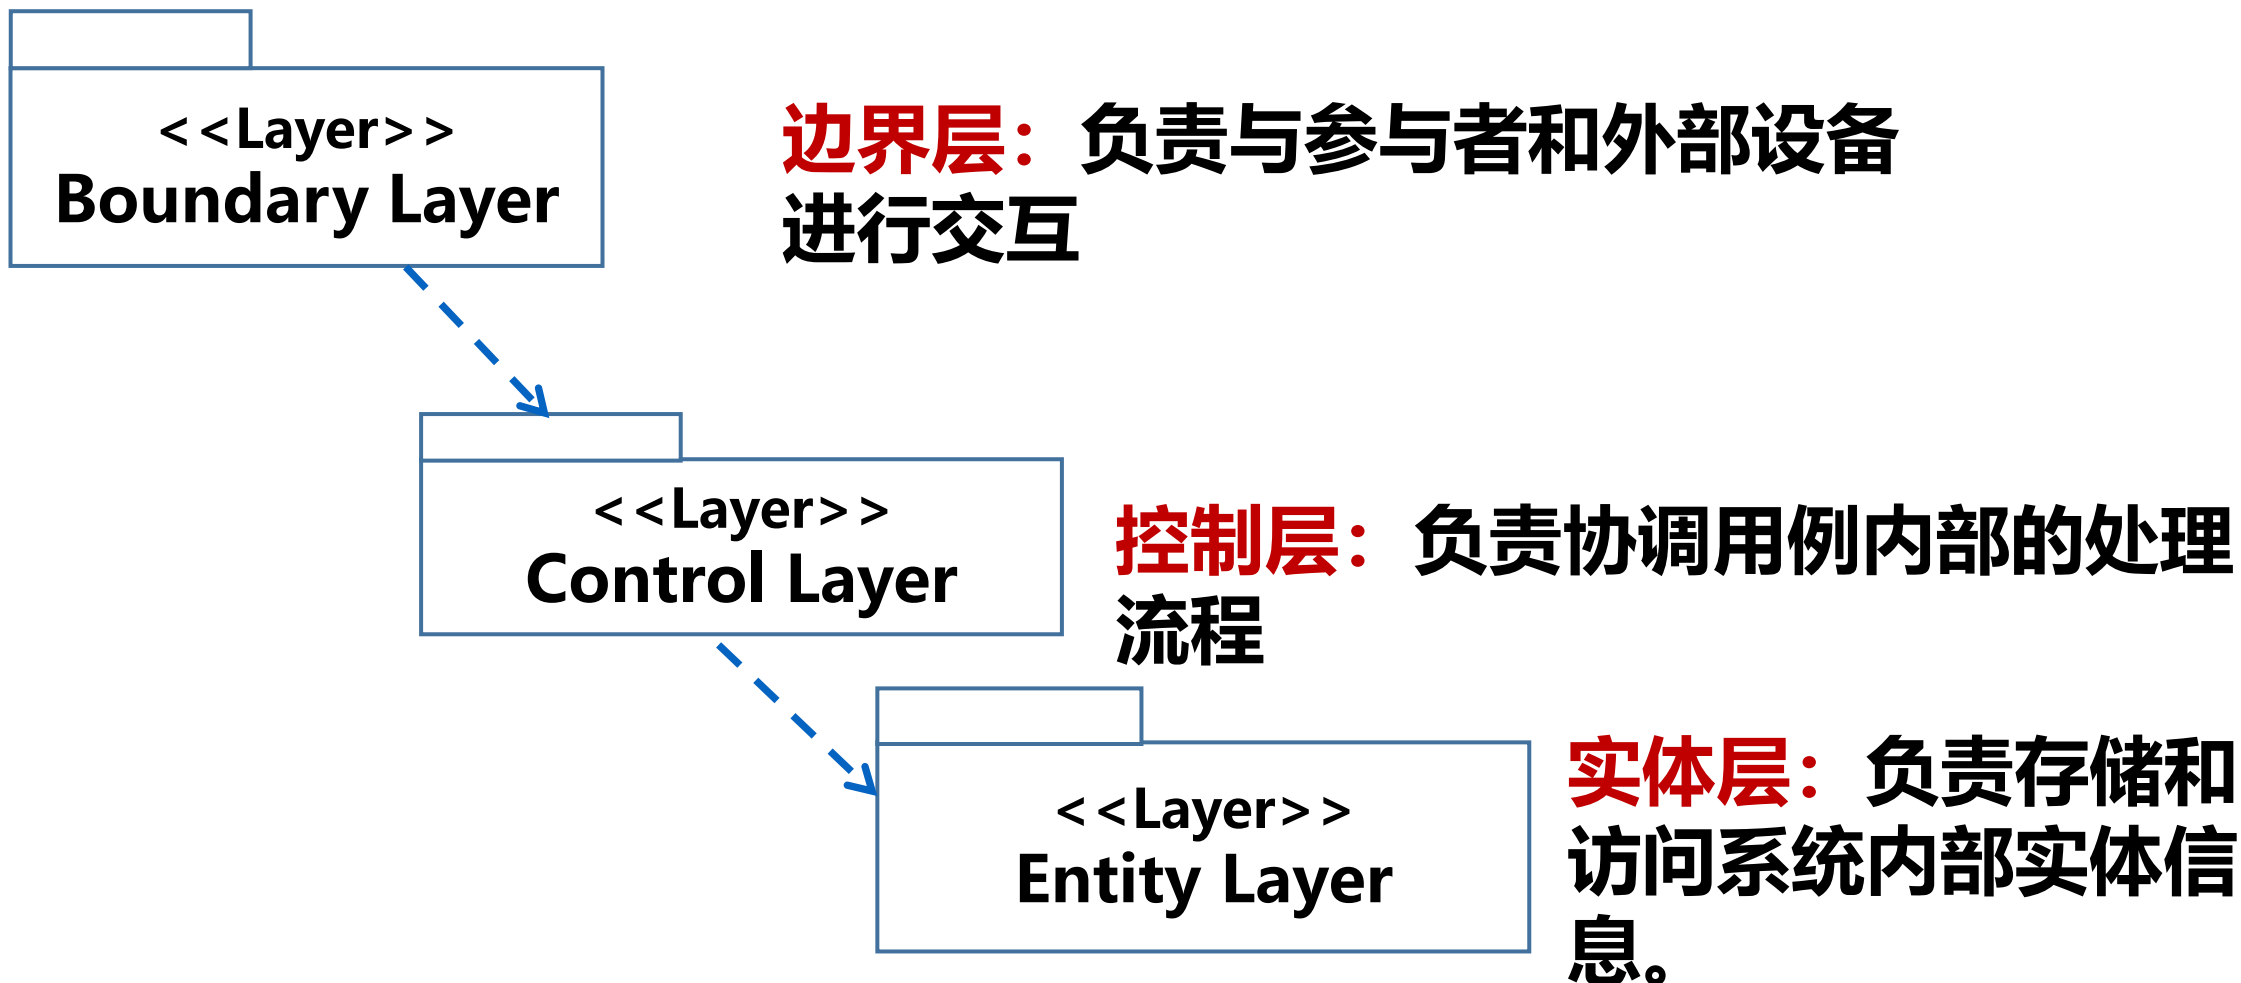 <<Layer>>
Boundary Layer
边界层：负责与参与者和外部设备
进行交互
<<Layer>>
Control Layer
控制层：负责协调用例内部的处理
流程
<<Layer>>
Entity Layer
实体层：负责存储和
访问系统内部实体信
息。